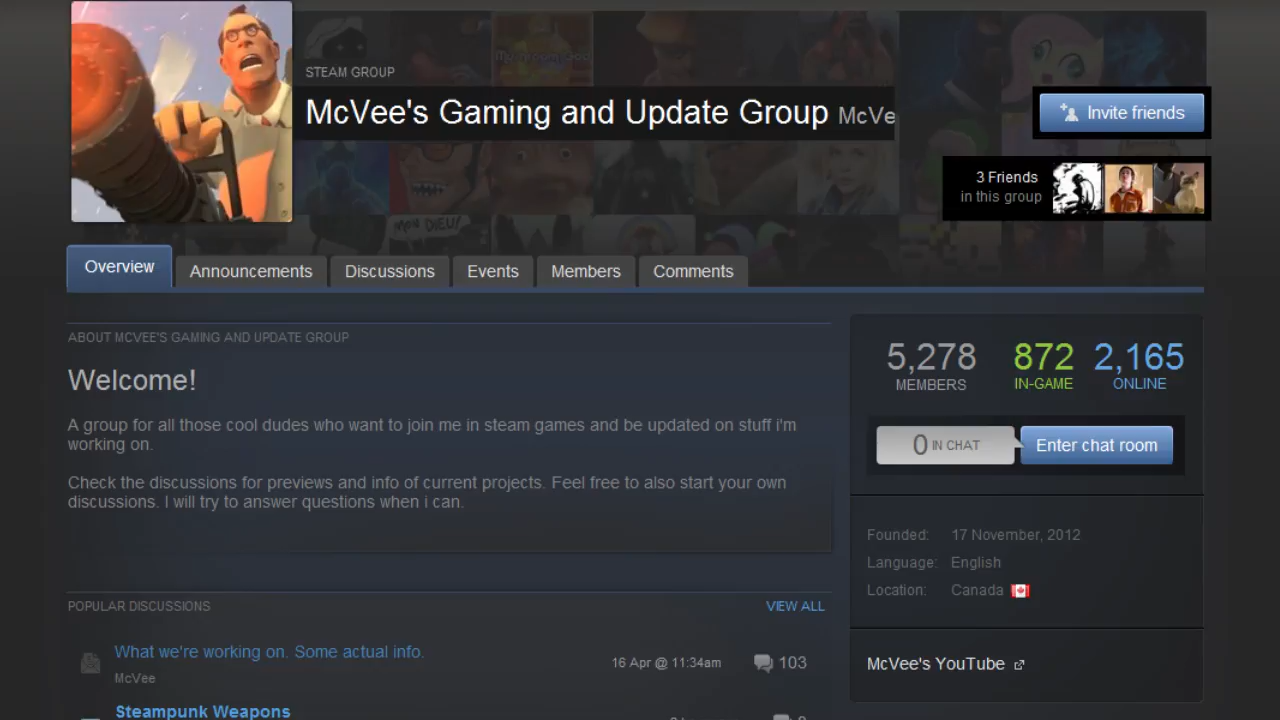 STEAM GROUP
McVee's Gaming and Update Group McVe
Invite friends
3 Friends
in this group
MON DIEU!
Overview
Announcements
Discussions
Events
Members
Comments
ABOUT MCVEE'S GAMING AND UPDATE GROUP
Welcome!
A group for all those cool dudes who want to join me in steam games and be updated on stuff i'm
working on.
Check the discussions for previews and info of current projects. Feel free to also start your own
discussions. I will try to answer questions when i can.
POPULAR DISCUSSIONS
VIEW ALL
What we're working on. Some actual info.
McVee
16 Apr @ 11:34am
103
Steampunk Weapons
5,278
MEMBERS
872
IN-GAME
2,165
ONLINE
0 IN CHAT
Enter chat room
Founded: 17 November, 2012
Language: English
Location: Canada
McVee's YouTube